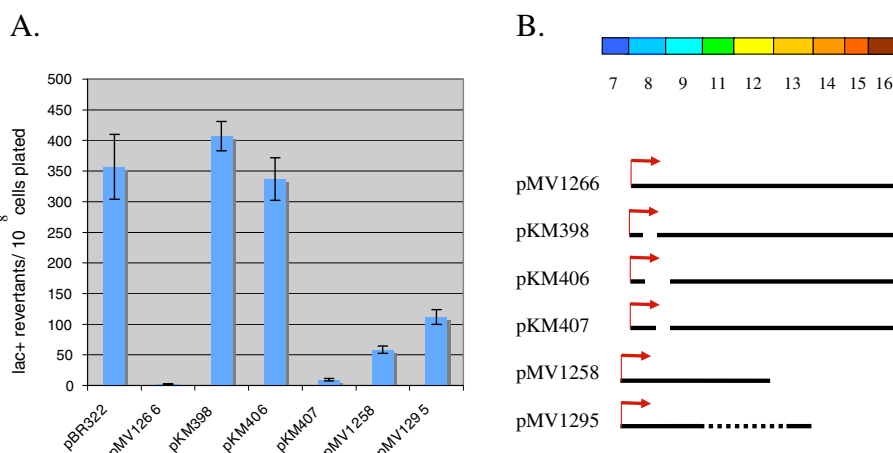 A.
500
450
400
350
300
250
200
150
100
50
0
lac+ revertants/ 10 8 cells plated
pBR322
pMV1266
pKM398
pKM406
pKM407
pMV1258
pMV1295
B.
7 8 9 11 12 13 14 15 16
pMV1266
pKM398
pKM406
pKM407
pMV1258
pMV1295